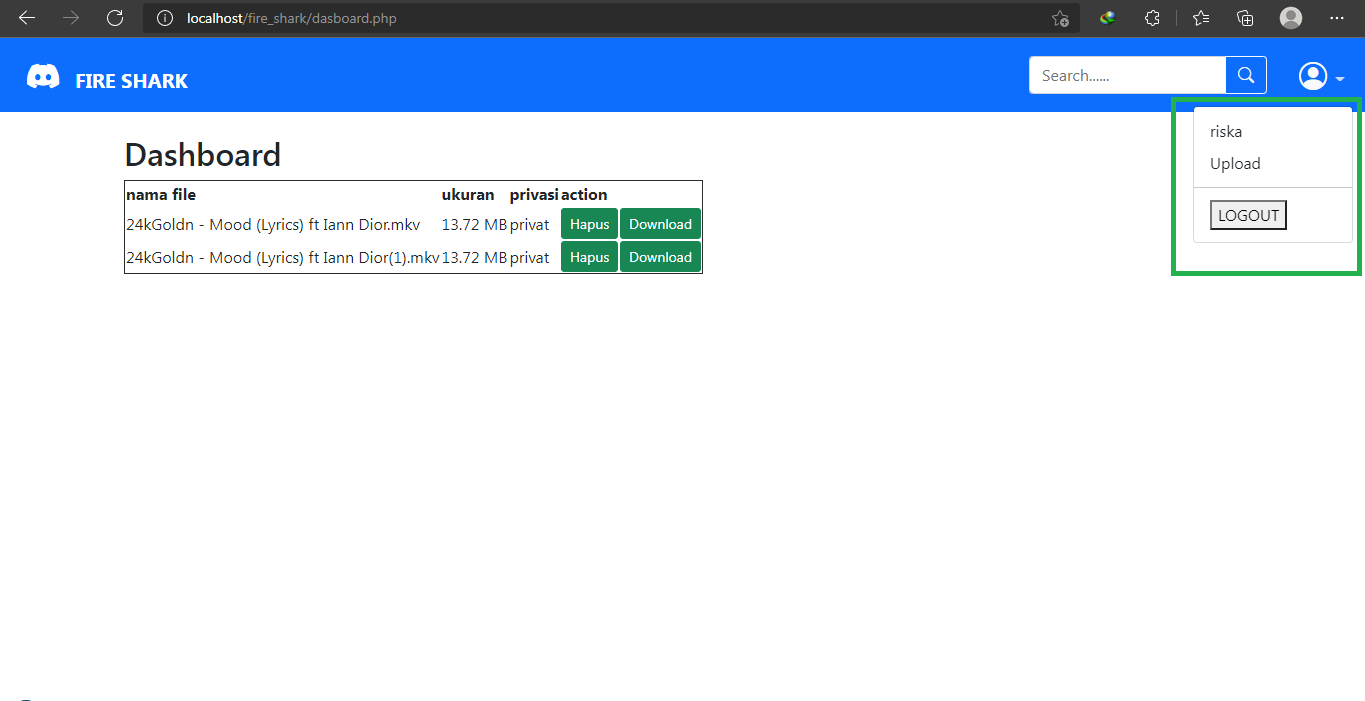 localhost/fire_shark/dasboard.php
FIRE SHARK
Search......
riska
Upload
LOGOUT
Dashboard
nama file ukuran privasi action
24kGoldn - Mood (Lyrics) ft Iann Dior.mkv 13.72 MB privat Hapus Download
24kGoldn - Mood (Lyrics) ft Iann Dior(1).mkv 13.72 MB privat Hapus Download